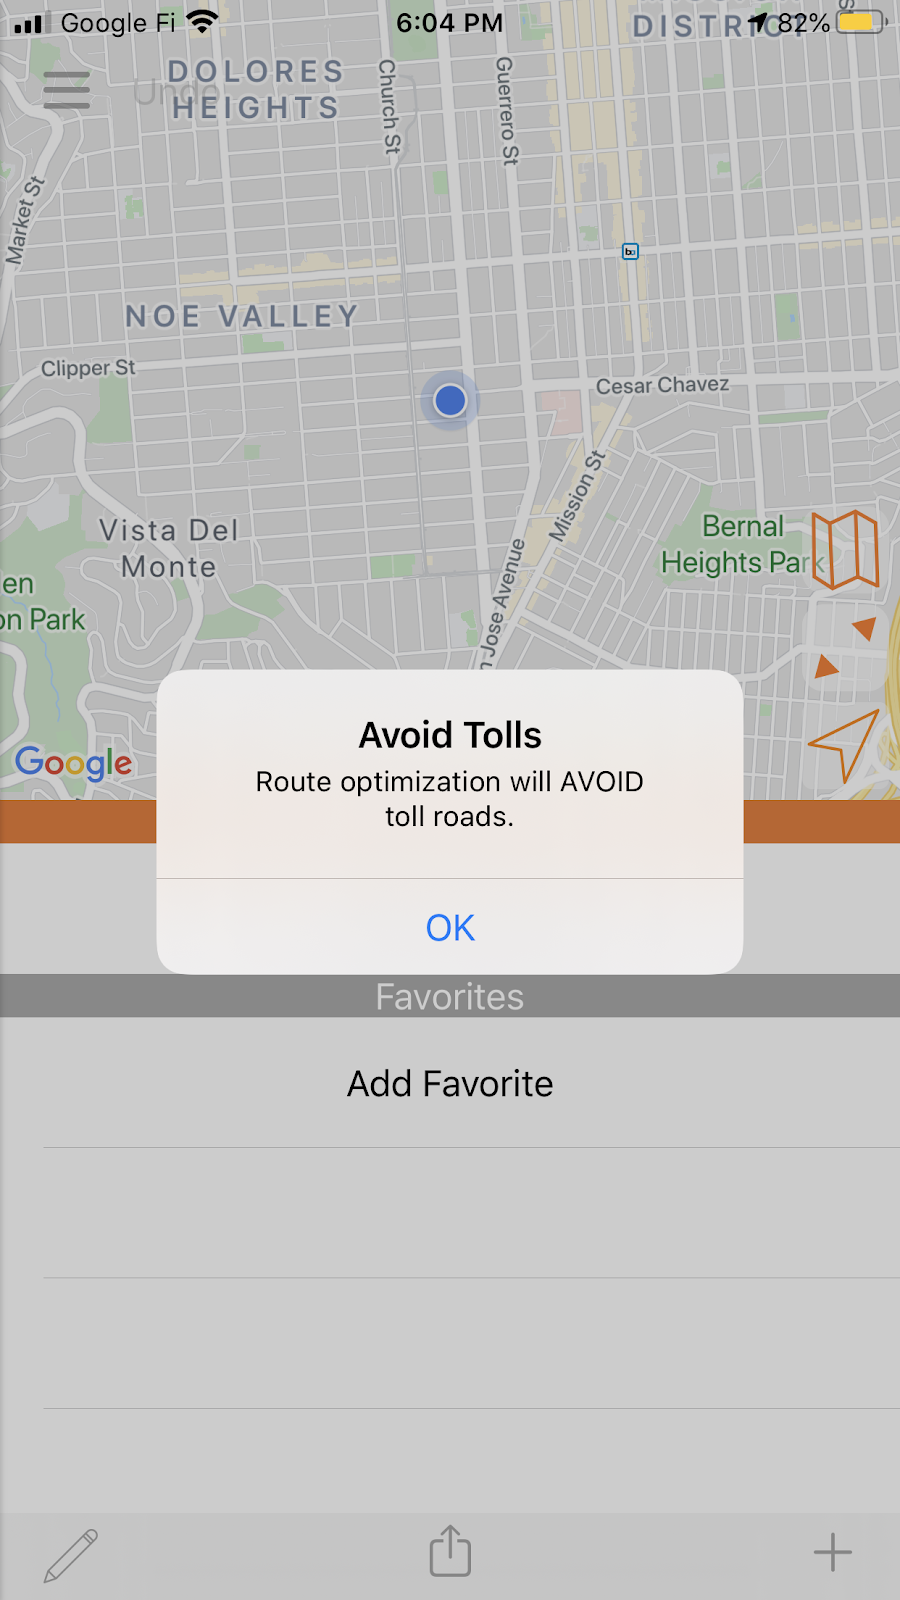 Google Fi
6:04 PM
82%
DISTRICT
DOLORES
HEIGHTS
Undo
Church St
Guerrero St
Market St
NOE VALLEY
Clipper St
Cesar Chavez
Mission St
Vista Del
Monte
Bernal
Heights Park
en
on Park
n Jose Avenue
Google
Avoid Tolls
Route optimization will AVOID
toll roads.
OK
Favorites
Add Favorite